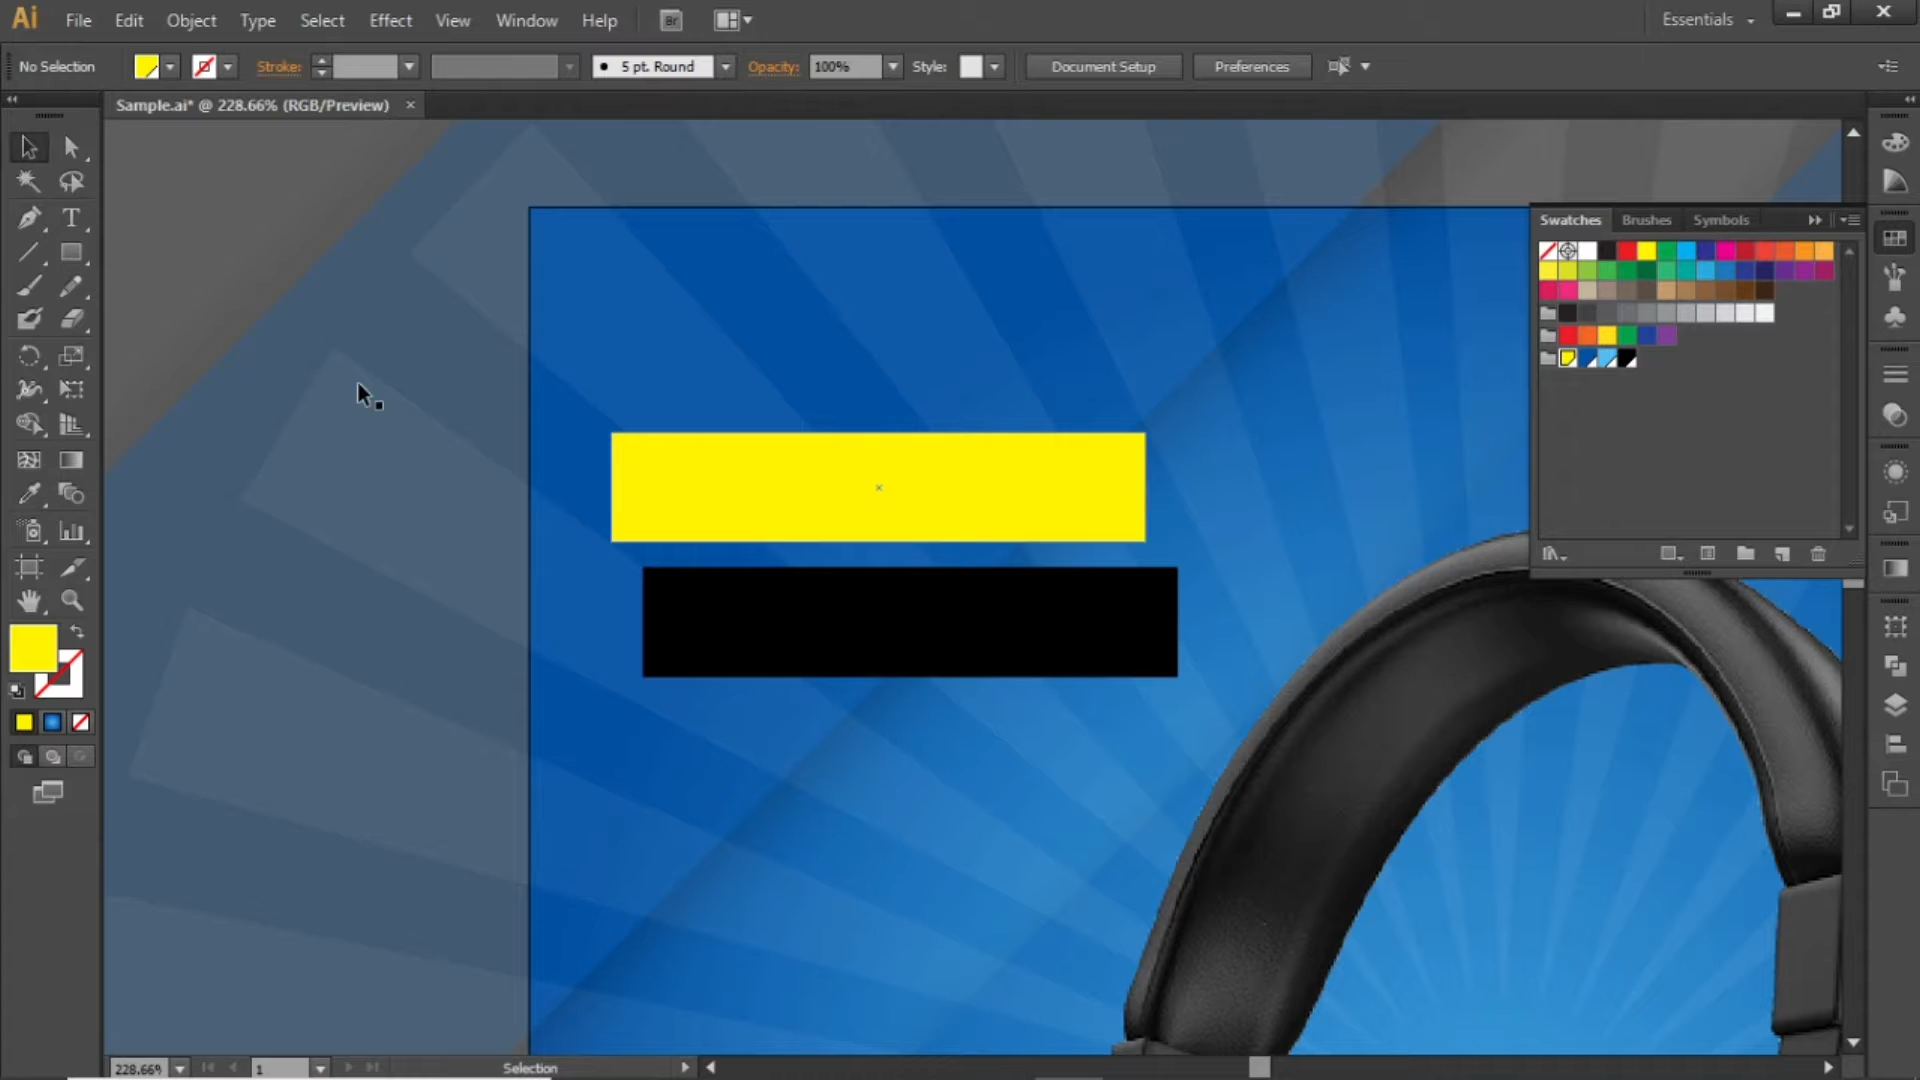 Ai File Edit Object Type Select Effect View Window Help Br Essentials
No Selection Stroke: 5 pt. Round Opacity: 100% Style: Document Setup Preferences
Sample.ai* @ 228.66% (RGB/Preview)
Swatches Brushes Symbols
T
228.66% 1 Selection